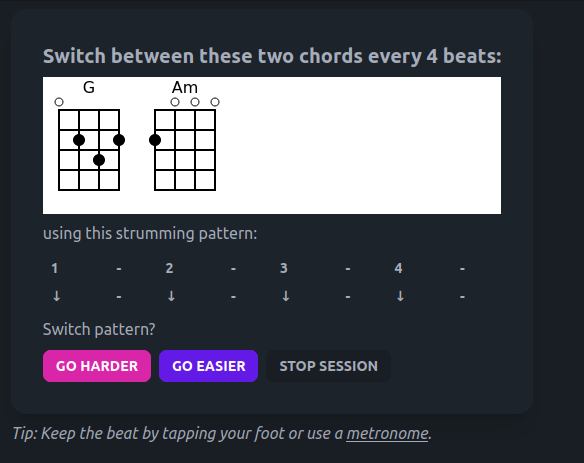 Switch between these two chords every 4 beats:
G Am
using this strumming pattern:
1 - 2 - 3 - 4 -
↓ - ↓ - ↓ - ↓ -
Switch pattern?
GO HARDER GO EASIER STOP SESSION
Tip: Keep the beat by tapping your foot or use a metronome.